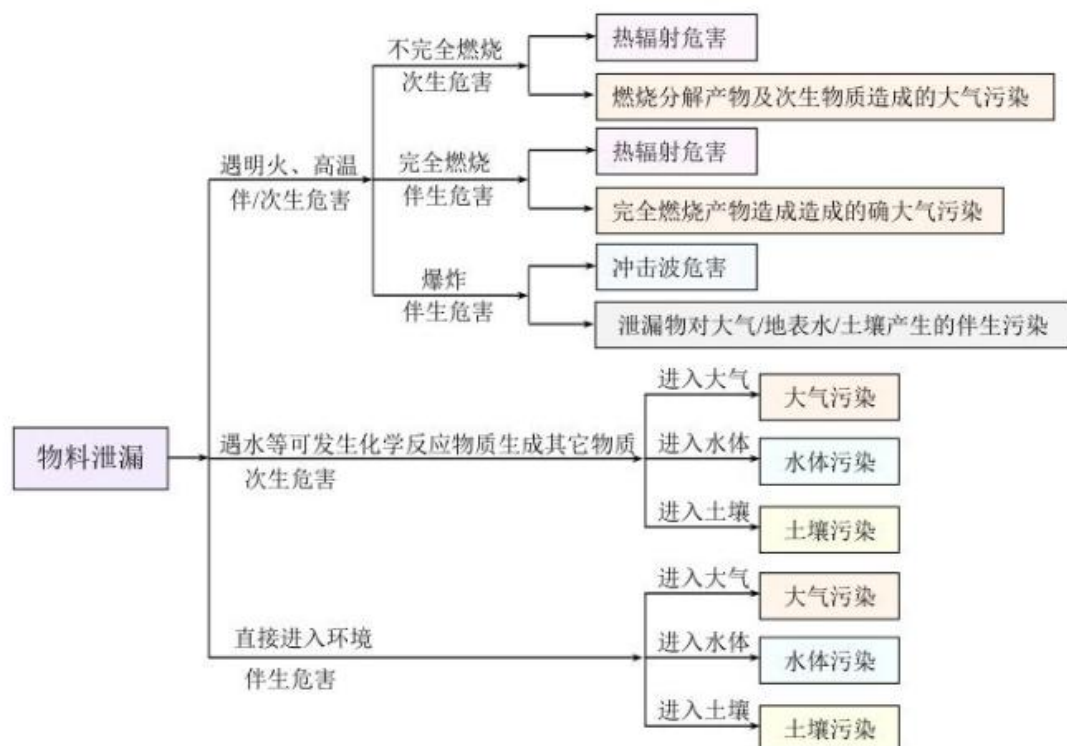 不完全燃烧
次生危害
热辐射危害
燃烧分解产物及次生物质造成的大气污染
遇明火、高温
伴/次生危害
完全燃烧
伴生危害
热辐射危害
完全燃烧产物造成造成的确大气污染
爆炸
伴生危害
冲击波危害
泄漏物对大气/地表水/土壤产生的伴生污染
物料泄漏
遇水等可发生化学反应物质生成其它物质
次生危害
进入大气
大气污染
进入水体
水体污染
进入土壤
土壤污染
直接进入环境
伴生危害
进入大气
大气污染
进入水体
水体污染
进入土壤
土壤污染